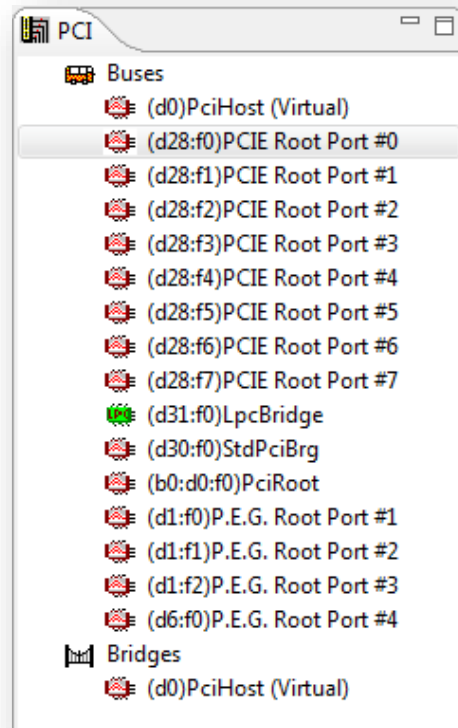 PCI
Buses
(d0)PciHost (Virtual)
(d28:f0)PCIE Root Port #0
(d28:f1)PCIE Root Port #1
(d28:f2)PCIE Root Port #2
(d28:f3)PCIE Root Port #3
(d28:f4)PCIE Root Port #4
(d28:f5)PCIE Root Port #5
(d28:f6)PCIE Root Port #6
(d28:f7)PCIE Root Port #7
LPC (d31:f0)LpcBridge
(d30:f0)StdPciBrg
(b0:d0:f0)PciRoot
(d1:f0)P.E.G. Root Port #1
(d1:f1)P.E.G. Root Port #2
(d1:f2)P.E.G. Root Port #3
(d6:f0)P.E.G. Root Port #4
Bridges
(d0)PciHost (Virtual)